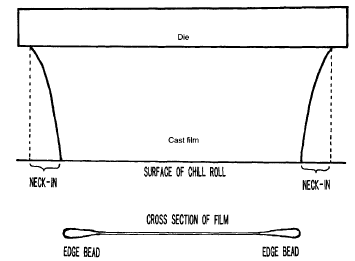 Die
Cast film
NECK-IN
SURFACE OF CHILL ROLL
NECK-IN
CROSS SECTION OF FILM
EDGE BEAD
EDGE BEAD